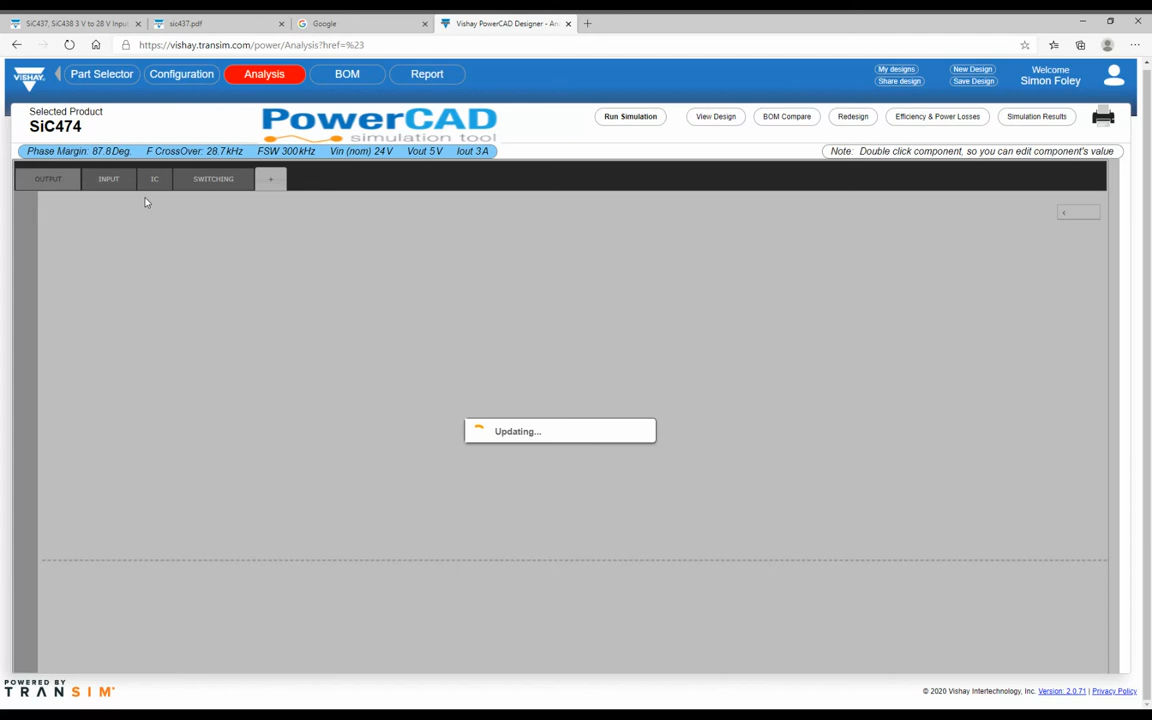 SiC437, SiC438 3 V to 28 V Input
sic437.pdf
Google
Vishay PowerCAD Designer - An
https://vishay.transim.com/power/Analysis?href=%23
VISHAY
Part Selector
Configuration
Analysis
BOM
Report
My designs
Share design
New Design
Save Design
Welcome
Simon Foley
Selected Product
SiC474
PowerCAD
simulation tool
Run Simulation
View Design
BOM Compare
Redesign
Efficiency & Power Losses
Simulation Results
Phase Margin: 87.8Deg. F CrossOver: 28.7kHz FSW 300kHz Vin (nom) 24V Vout 5V Iout 3A
Note: Double click component, so you can edit component's value
OUTPUT
INPUT
IC
SWITCHING
+
‹
Updating...
POWERED BY
TRANSIM
© 2020 Vishay Intertechnology, Inc. Version: 2.0.71 | Privacy Policy